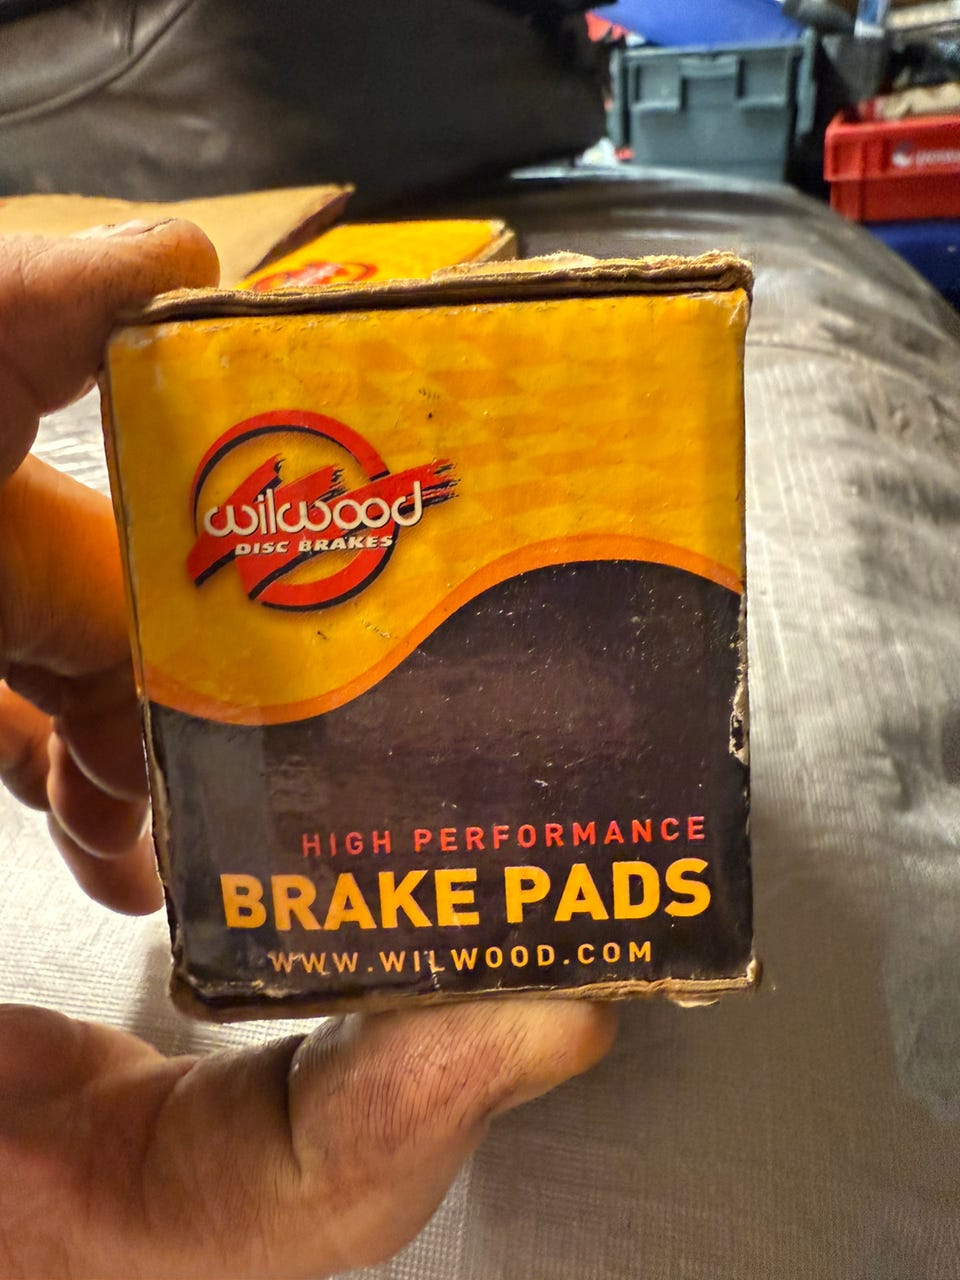 wilwood
DISC BRAKES
HIGH PERFORMANCE
BRAKE PADS
WWW.WILWOOD.COM